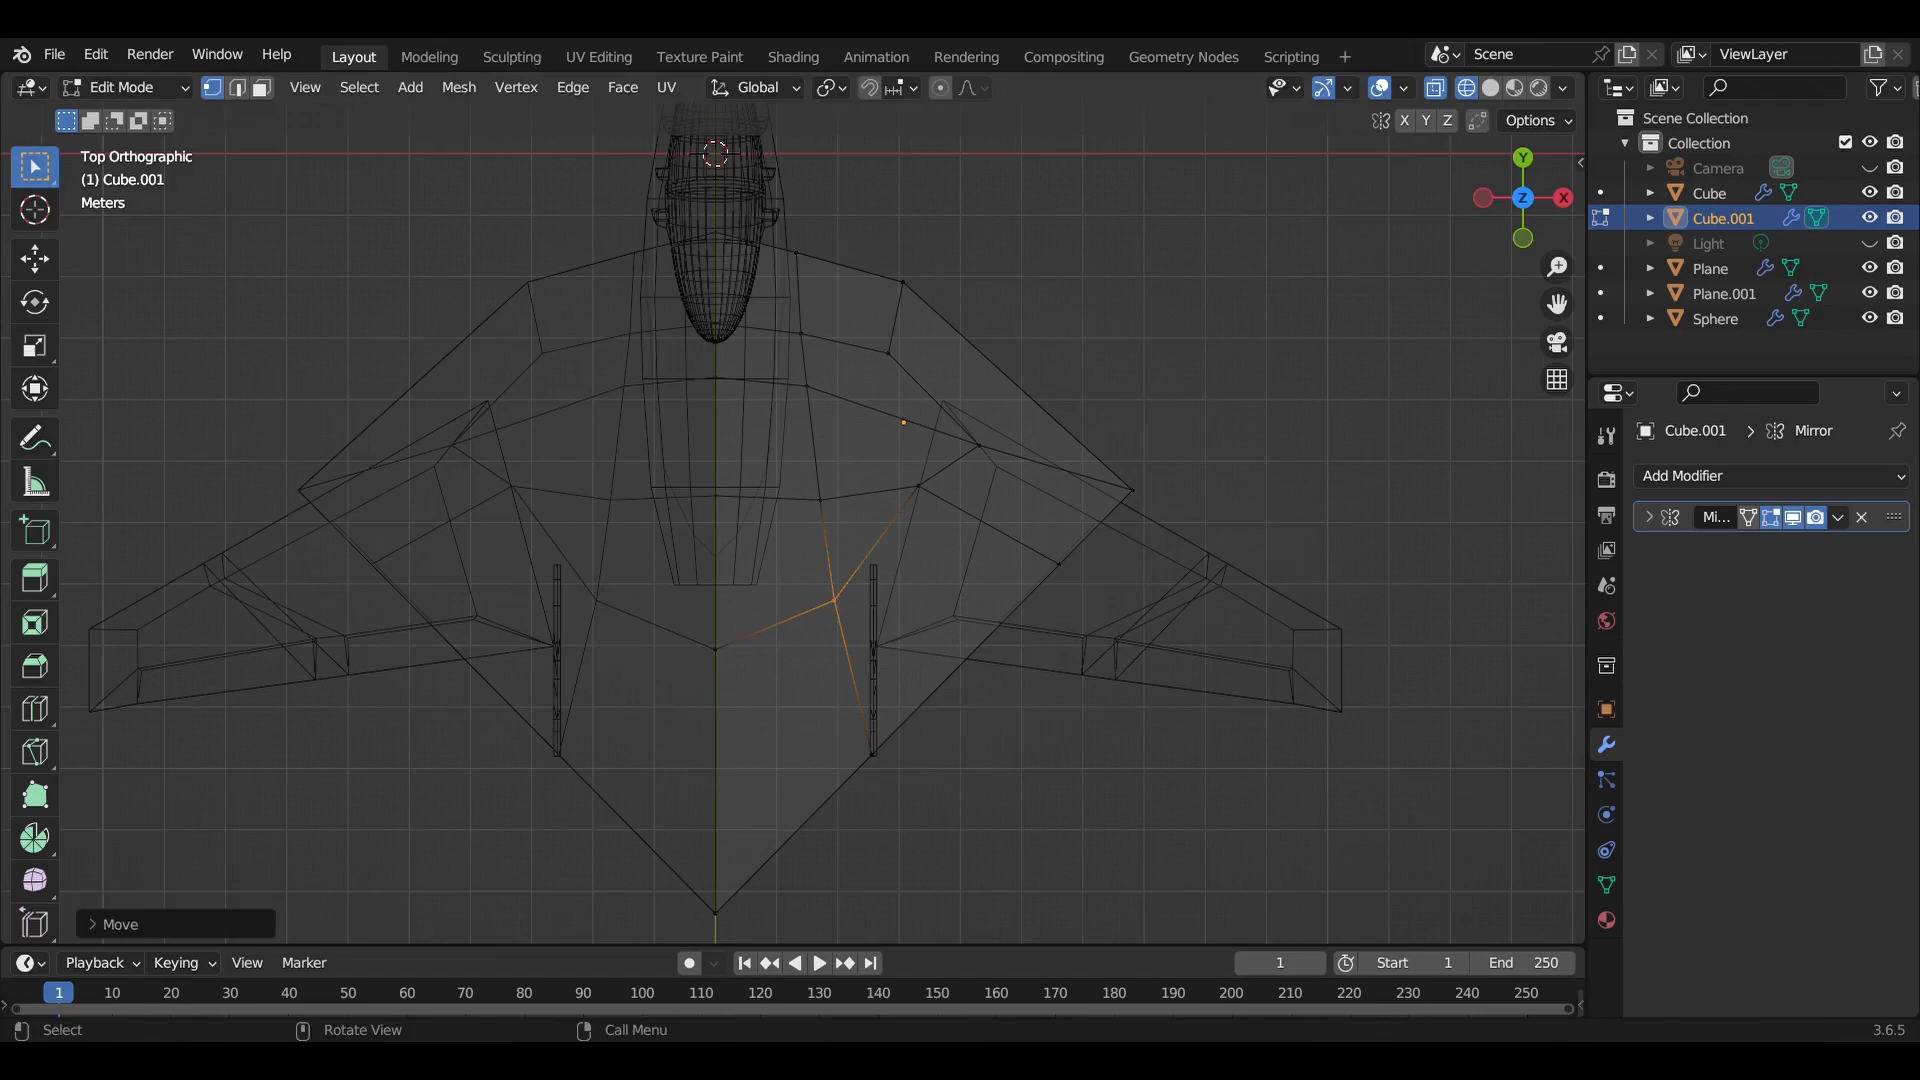 File Edit Render Window Help Layout Modeling Sculpting UV Editing Texture Paint Shading Animation Rendering Compositing Geometry Nodes Scripting + Scene ViewLayer
Edit Mode View Select Add Mesh Vertex Edge Face UV Global
X Y Z Options
Top Orthographic
(1) Cube.001
Meters
Y
Z
X
Scene Collection
Collection
Camera
Cube
Cube.001
Light
Plane
Plane.001
Sphere
Cube.001 > Mirror
Add Modifier
Mi...
Move
Playback Keying View Marker 1 Start 1 End 250
1 10 20 30 40 50 60 70 80 90 100 110 120 130 140 150 160 170 180 190 200 210 220 230 240 250
Select Rotate View Call Menu 3.6.5